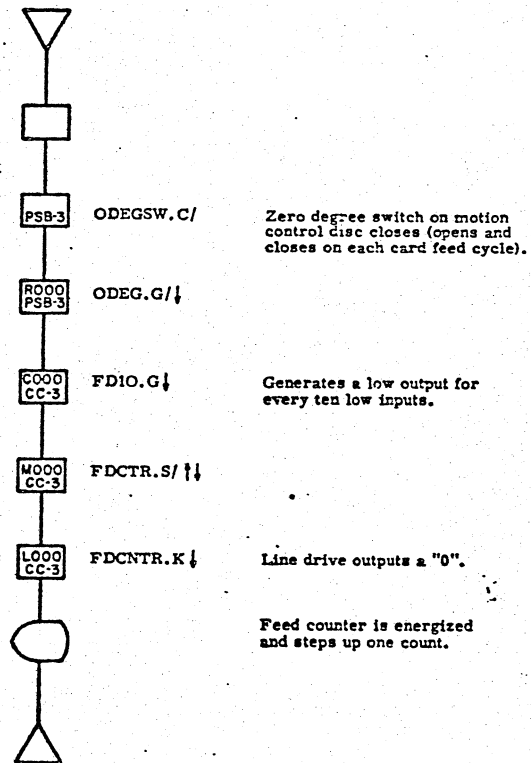 PSB-3 ODEGSW.C/ Zero degree switch on motion
control disc closes (opens and
closes on each card feed cycle).
R000
PSB-3 ODEG.G/↓
C000
CC-3 FD10.G↓ Generates a low output for
every ten low inputs.
M000
CC-3 FDCTR.S/ ↑↓
L000
CC-3 FDCNTR.K↓ Line drive outputs a "0".
Feed counter is energized
and steps up one count.